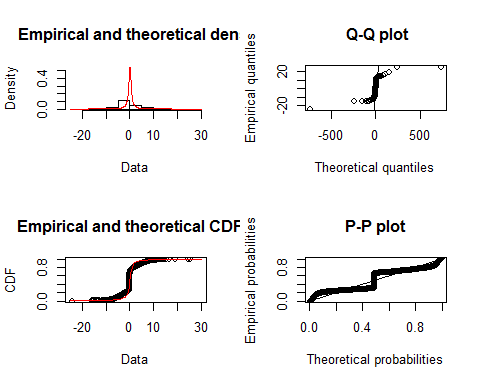 Empirical and theoretical den
Density
0.0
0.4
-20
0
10
30
Data
Q-Q plot
Empirical quantiles
-20
20
-500
0
500
Theoretical quantiles
Empirical and theoretical CDF
CDF
0.0
0.8
-20
0
10
30
Data
P-P plot
Empirical probabilities
0.0
0.8
0.0
0.4
0.8
Theoretical probabilities